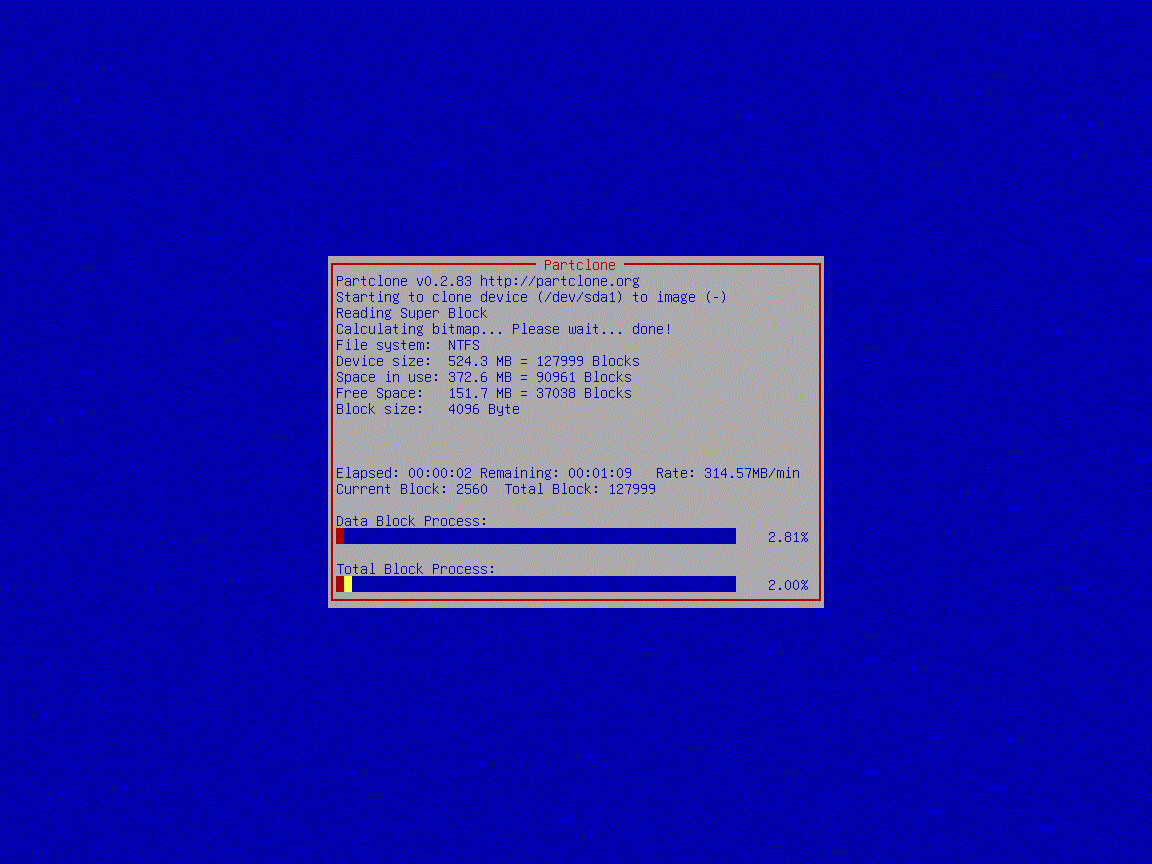 Partclone
Partclone v0.2.83 http://partclone.org
Starting to clone device (/dev/sda1) to image (-)
Reading Super Block
Calculating bitmap... Please wait... done!
File system:  NTFS
Device size:  524.3 MB = 127999 Blocks
Space in use: 372.6 MB = 90961 Blocks
Free Space:   151.7 MB = 37038 Blocks
Block size:   4096 Byte
Elapsed: 00:00:02 Remaining: 00:01:09   Rate: 314.57MB/min
Current Block: 2560  Total Block: 127999
Data Block Process:
2.81%
Total Block Process:
2.00%